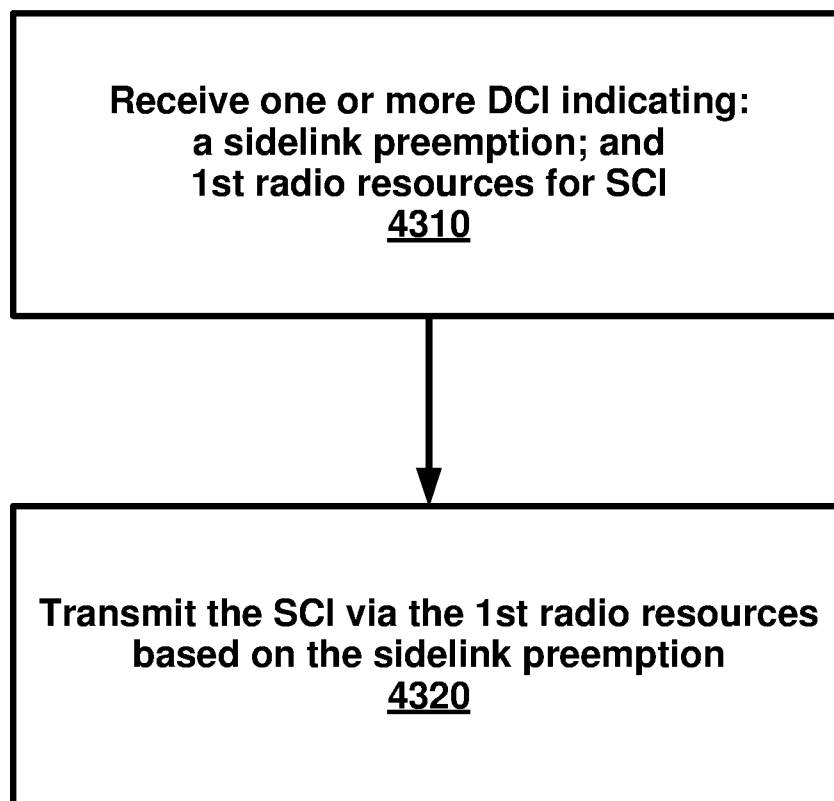 Receive one or more DCI indicating:
a sidelink preemption; and
1st radio resources for SCI
4310
Transmit the SCI via the 1st radio resources
based on the sidelink preemption
4320